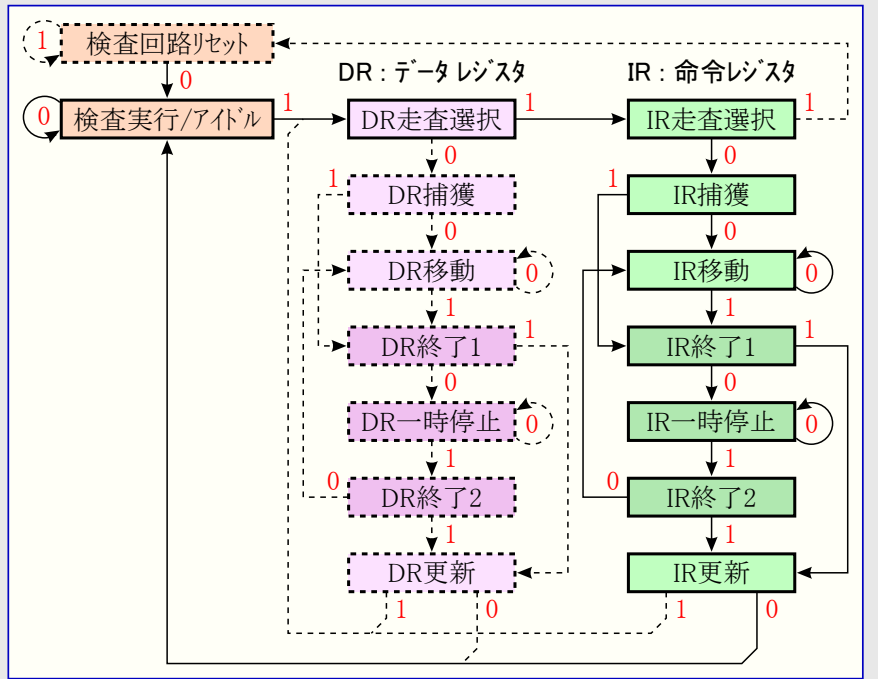 1
検査回路リセット
0
DR : データ レジスタ
IR : 命令レジスタ
0
検査実行/アイドル
1
DR走査選択
1
IR走査選択
1
0
0
1
DR捕獲
1
IR捕獲
0
0
DR移動
0
IR移動
0
1
1
DR終了1
1
IR終了1
1
0
0
DR一時停止
0
IR一時停止
0
1
1
0
DR終了2
0
IR終了2
1
1
DR更新
IR更新
1
0
1
0